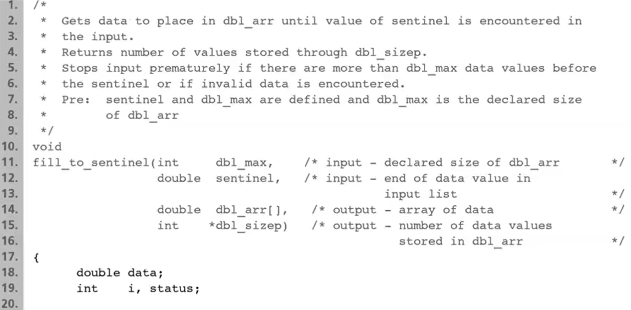 1. /*
2.  *  Gets data to place in dbl_arr until value of sentinel is encountered in
3.  *  the input.
4.  *  Returns number of values stored through dbl_sizep.
5.  *  Stops input prematurely if there are more than dbl_max data values before
6.  *  the sentinel or if invalid data is encountered.
7.  *  Pre:  sentinel and dbl_max are defined and dbl_max is the declared size
8.  *        of dbl_arr
9.  */
10. void
11. fill_to_sentinel(int     dbl_max,    /* input - declared size of dbl_arr       */
12.                  double  sentinel,   /* input - end of data value in
13.                                                 input list                     */
14.                  double  dbl_arr[],   /* output - array of data                */
15.                  int    *dbl_sizep)   /* output - number of data values
16.                                                   stored in dbl_arr            */
17. {
18.       double data;
19.       int    i, status;
20.